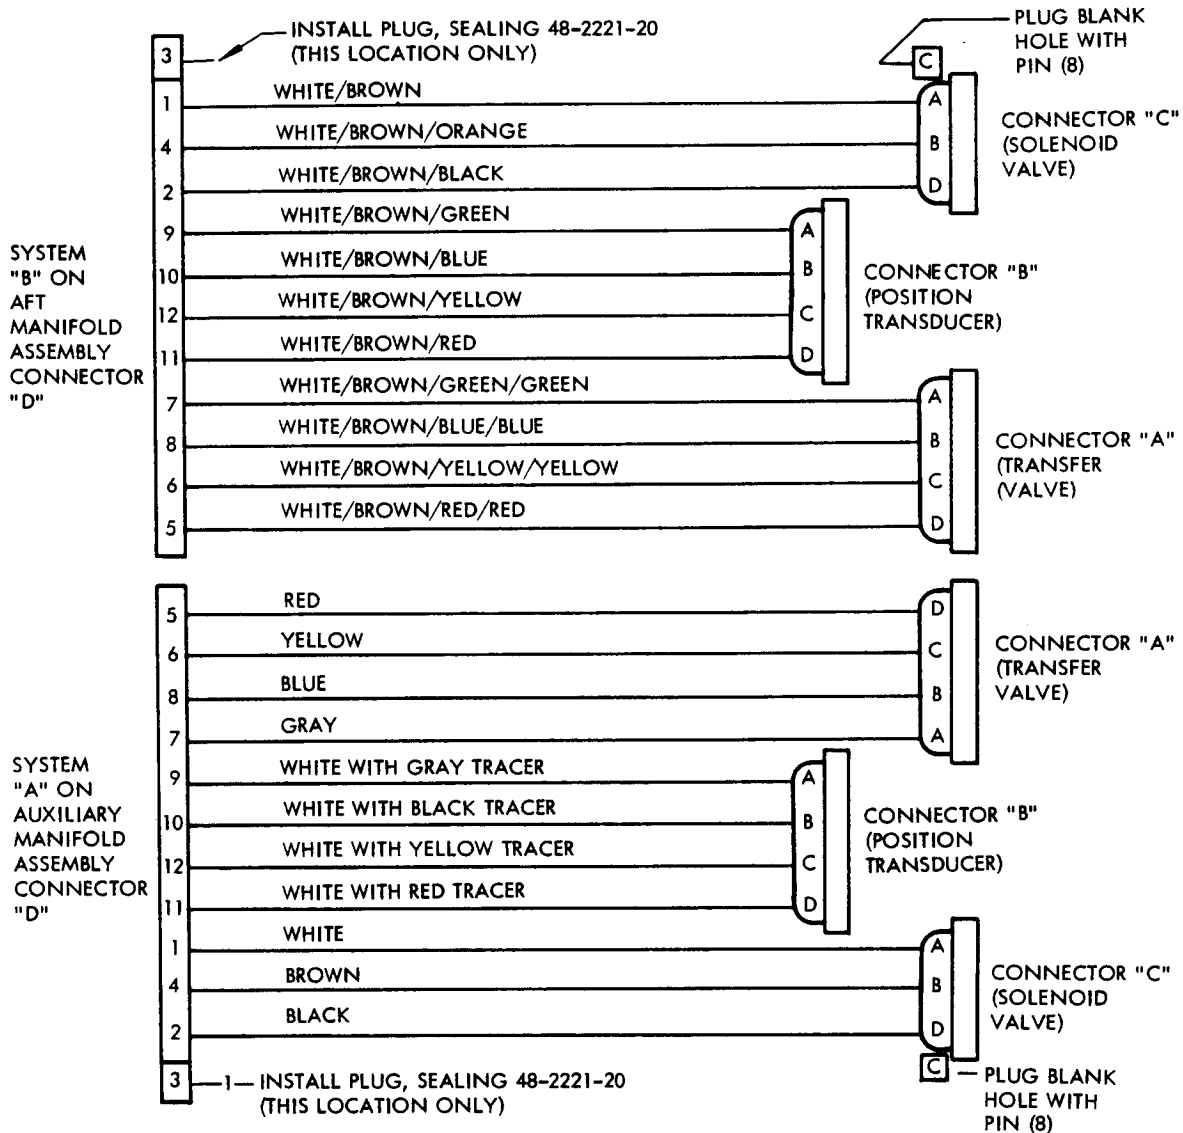 INSTALL PLUG, SEALING 48-2221-20
(THIS LOCATION ONLY)
PLUG BLANK
HOLE WITH
PIN (8)
3
C
1 WHITE/BROWN A
4 WHITE/BROWN/ORANGE B
2 WHITE/BROWN/BLACK D
CONNECTOR "C"
(SOLENOID
VALVE)
9 WHITE/BROWN/GREEN A
10 WHITE/BROWN/BLUE B
12 WHITE/BROWN/YELLOW C
11 WHITE/BROWN/RED D
CONNECTOR "B"
(POSITION
TRANSDUCER)
SYSTEM
"B" ON
AFT
MANIFOLD
ASSEMBLY
CONNECTOR
"D"
7 WHITE/BROWN/GREEN/GREEN A
8 WHITE/BROWN/BLUE/BLUE B
6 WHITE/BROWN/YELLOW/YELLOW C
5 WHITE/BROWN/RED/RED D
CONNECTOR "A"
(TRANSFER
(VALVE)
5 RED D
6 YELLOW C
8 BLUE B
7 GRAY A
CONNECTOR "A"
(TRANSFER
VALVE)
SYSTEM
"A" ON
AUXILIARY
MANIFOLD
ASSEMBLY
CONNECTOR
"D"
9 WHITE WITH GRAY TRACER A
10 WHITE WITH BLACK TRACER B
12 WHITE WITH YELLOW TRACER C
11 WHITE WITH RED TRACER D
CONNECTOR "B"
(POSITION
TRANSDUCER)
1 WHITE A
4 BROWN B
2 BLACK D
CONNECTOR "C"
(SOLENOID
VALVE)
3 1 INSTALL PLUG, SEALING 48-2221-20
(THIS LOCATION ONLY)
C
PLUG BLANK
HOLE WITH
PIN (8)